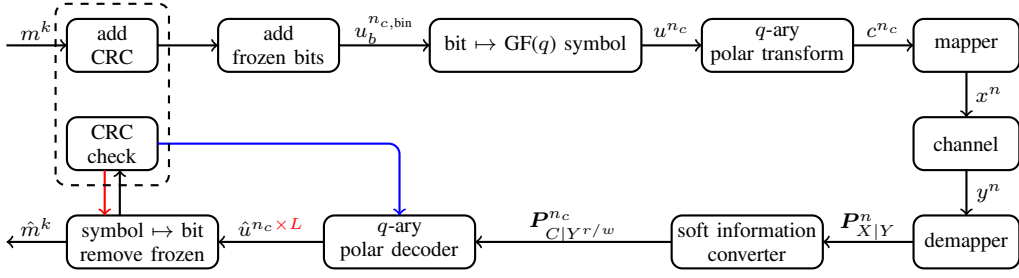 m^k
add
CRC
add
frozen bits
u_b^{n_{c,bin}}
bit ↦ GF(q) symbol
u^{n_c}
q-ary
polar transform
c^{n_c}
mapper
x^n
CRC
check
channel
y^n
m̂^k
symbol ↦ bit
remove frozen
û^{n_c×L}
q-ary
polar decoder
P_{C|Y^{r/w}}^{n_c}
soft information
converter
P_{X|Y}^n
demapper